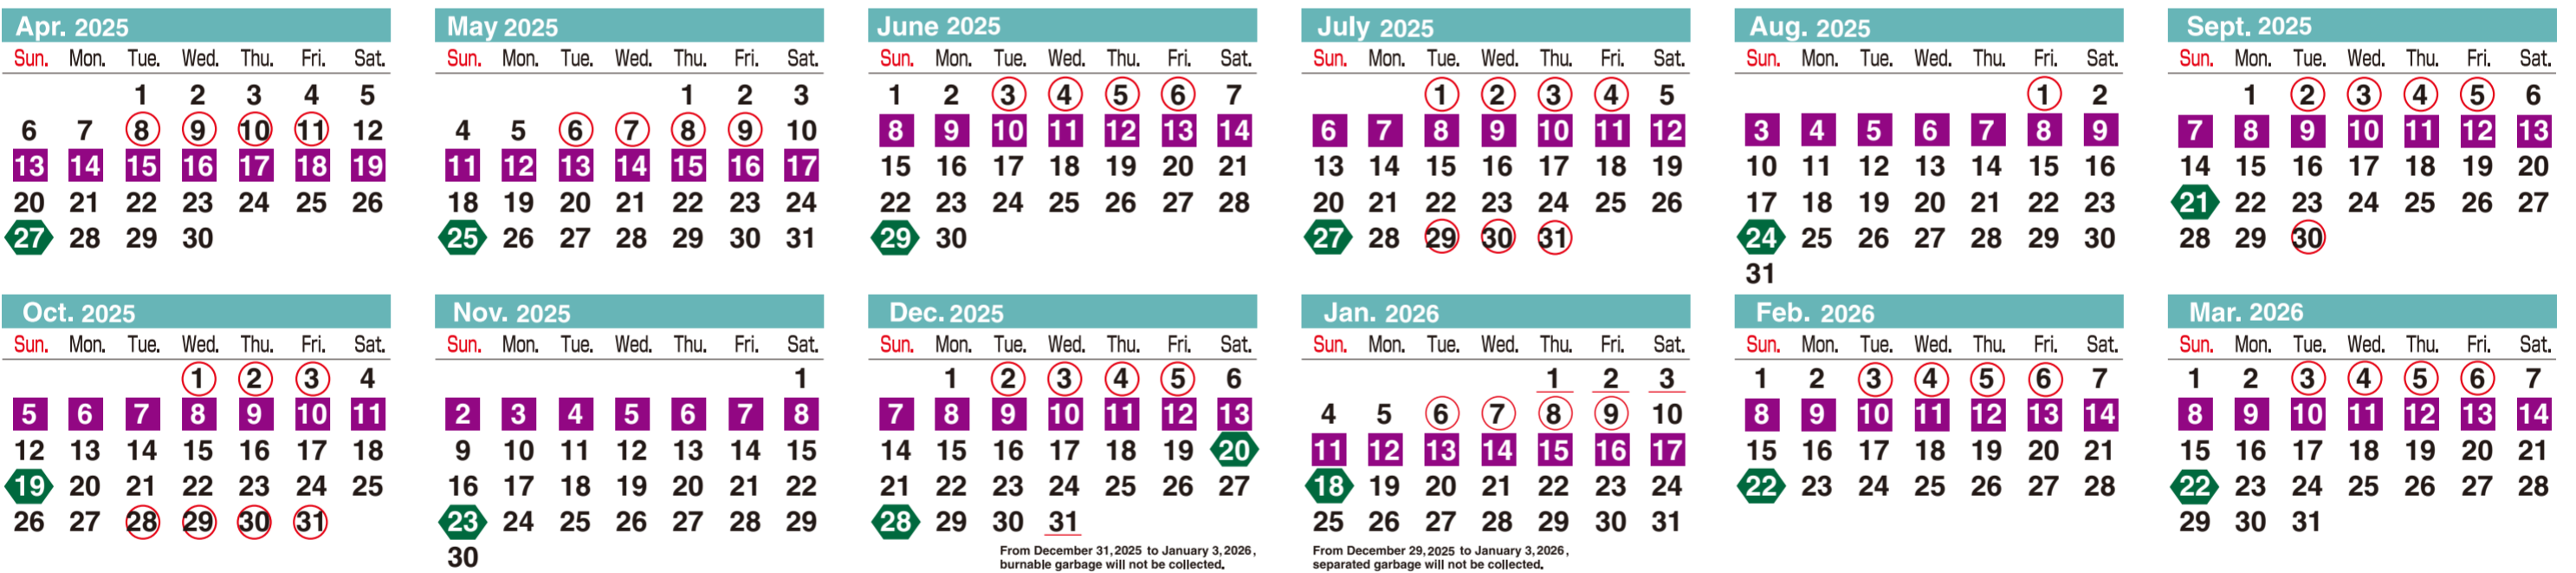 Apr. 2025
Sun. Mon. Tue. Wed. Thu. Fri. Sat.
1 2 3 4 5
6 7 8 9 10 11 12
13 14 15 16 17 18 19
20 21 22 23 24 25 26
27 28 29 30
May 2025
Sun. Mon. Tue. Wed. Thu. Fri. Sat.
1 2 3
4 5 6 7 8 9 10
11 12 13 14 15 16 17
18 19 20 21 22 23 24
25 26 27 28 29 30 31
June 2025
Sun. Mon. Tue. Wed. Thu. Fri. Sat.
1 2 3 4 5 6 7
8 9 10 11 12 13 14
15 16 17 18 19 20 21
22 23 24 25 26 27 28
29 30
July 2025
Sun. Mon. Tue. Wed. Thu. Fri. Sat.
1 2 3 4 5
6 7 8 9 10 11 12
13 14 15 16 17 18 19
20 21 22 23 24 25 26
27 28 29 30 31
Aug. 2025
Sun. Mon. Tue. Wed. Thu. Fri. Sat.
1 2
3 4 5 6 7 8 9
10 11 12 13 14 15 16
17 18 19 20 21 22 23
24 25 26 27 28 29 30
31
Sept. 2025
Sun. Mon. Tue. Wed. Thu. Fri. Sat.
1 2 3 4 5 6
7 8 9 10 11 12 13
14 15 16 17 18 19 20
21 22 23 24 25 26 27
28 29 30
Oct. 2025
Sun. Mon. Tue. Wed. Thu. Fri. Sat.
1 2 3 4
5 6 7 8 9 10 11
12 13 14 15 16 17 18
19 20 21 22 23 24 25
26 27 28 29 30 31
Nov. 2025
Sun. Mon. Tue. Wed. Thu. Fri. Sat.
1
2 3 4 5 6 7 8
9 10 11 12 13 14 15
16 17 18 19 20 21 22
23 24 25 26 27 28 29
30
Dec. 2025
Sun. Mon. Tue. Wed. Thu. Fri. Sat.
1 2 3 4 5 6
7 8 9 10 11 12 13
14 15 16 17 18 19 20
21 22 23 24 25 26 27
28 29 30 31
From December 31, 2025 to January 3, 2026,
burnable garbage will not be collected.
Jan. 2026
Sun. Mon. Tue. Wed. Thu. Fri. Sat.
1 2 3
4 5 6 7 8 9 10
11 12 13 14 15 16 17
18 19 20 21 22 23 24
25 26 27 28 29 30 31
From December 29, 2025 to January 3, 2026,
separated garbage will not be collected.
Feb. 2026
Sun. Mon. Tue. Wed. Thu. Fri. Sat.
1 2 3 4 5 6 7
8 9 10 11 12 13 14
15 16 17 18 19 20 21
22 23 24 25 26 27 28
Mar. 2026
Sun. Mon. Tue. Wed. Thu. Fri. Sat.
1 2 3 4 5 6 7
8 9 10 11 12 13 14
15 16 17 18 19 20 21
22 23 24 25 26 27 28
29 30 31